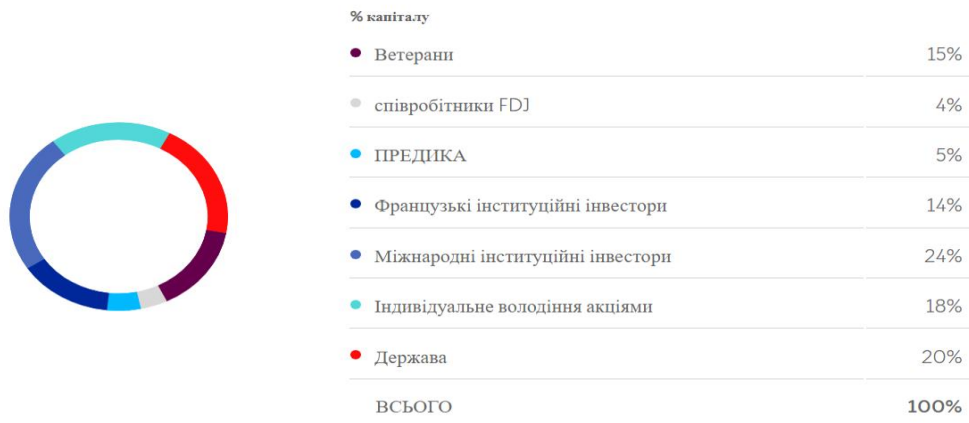 % капіталу
Ветерани 15%
співробітники FDJ 4%
ПРЕДИКА 5%
Французькі інституційні інвестори 14%
Міжнародні інституційні інвестори 24%
Індивідуальне володіння акціями 18%
Держава 20%
ВСЬОГО 100%